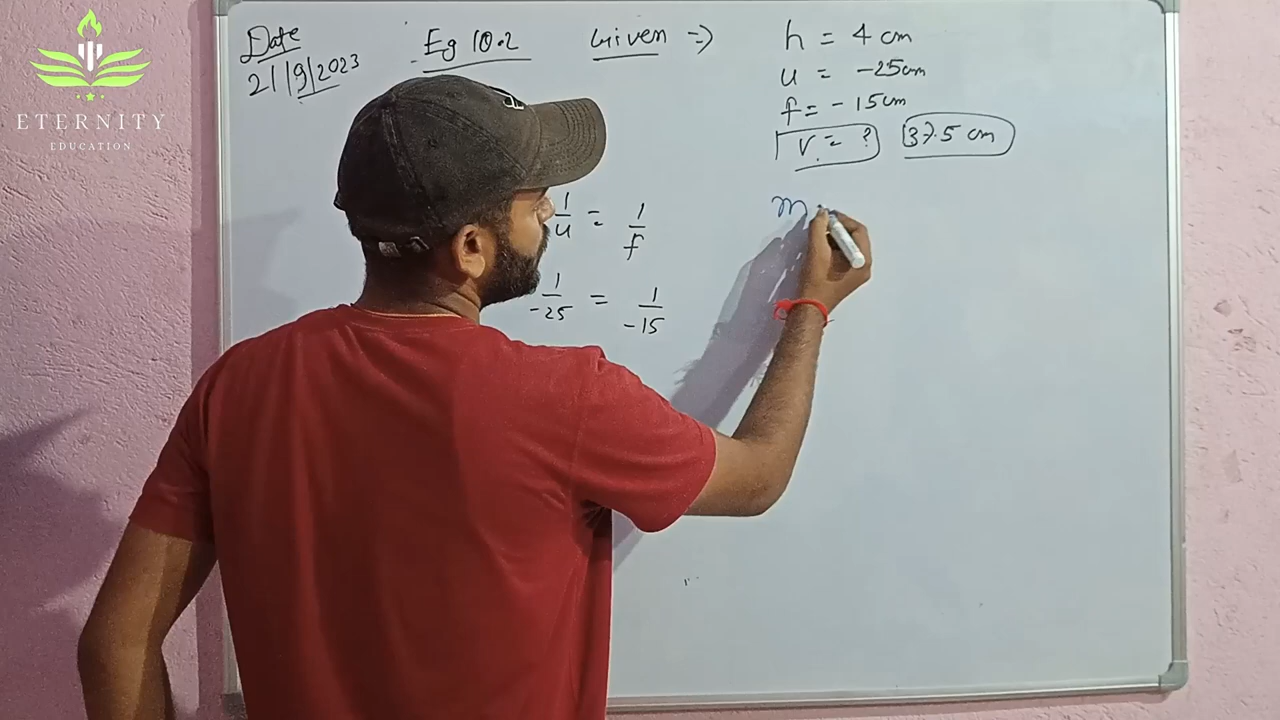 ETERNITY
EDUCATION
Date
21/9/2023
Eg 10.2
Given =>
h = 4 cm
u = -25cm
f = - 15cm
v = ?
37.5 cm
1/u = 1/f
1/-25 = 1/-15
m